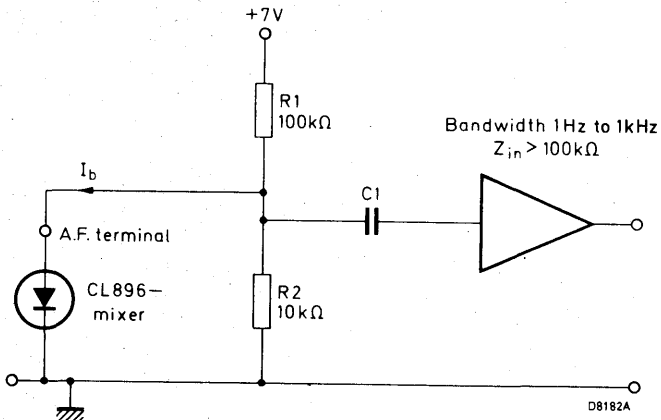 +7V
R1
100kΩ
Bandwidth 1Hz to 1kHz
Zin > 100kΩ
Ib
C1
A.F. terminal
CL896–
mixer
R2
10kΩ
D8182A